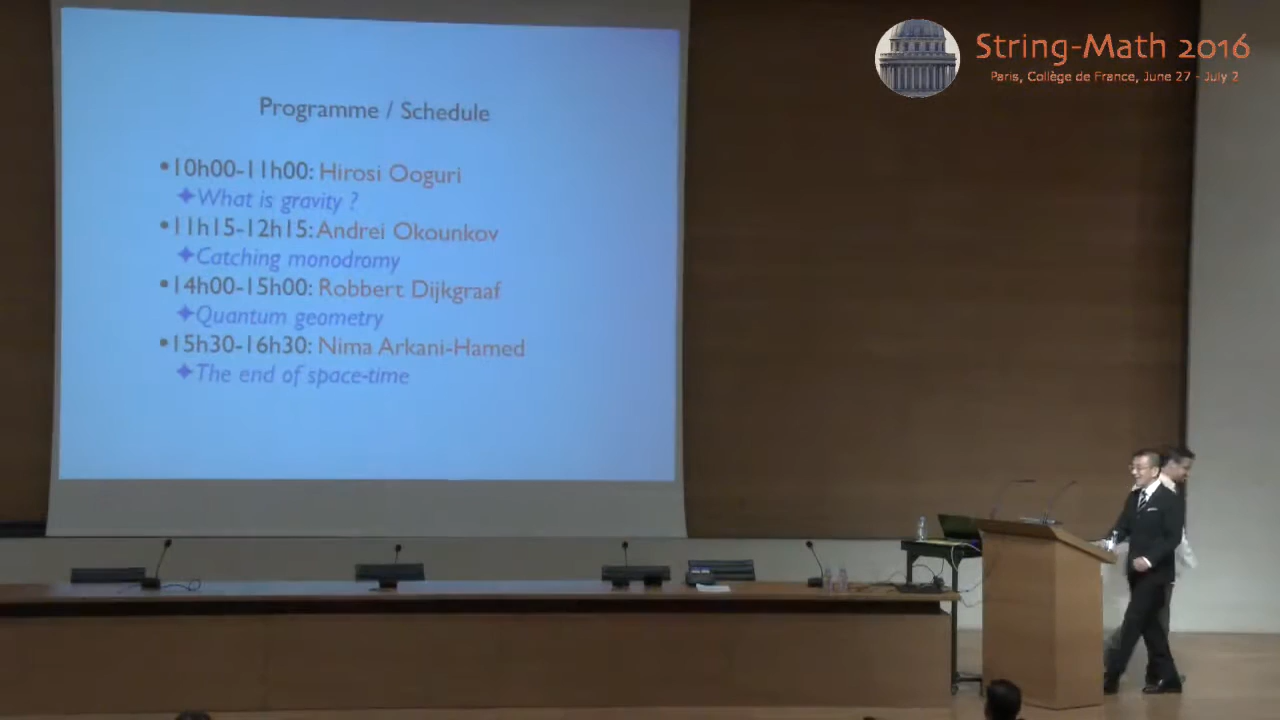 String-Math 2016
Paris, Collège de France, June 27 - July 2
Programme / Schedule
•10h00-11h00: Hirosi Ooguri
✦What is gravity ?
•11h15-12h15: Andrei Okounkov
✦Catching monodromy
•14h00-15h00: Robbert Dijkgraaf
✦Quantum geometry
•15h30-16h30: Nima Arkani-Hamed
✦The end of space-time